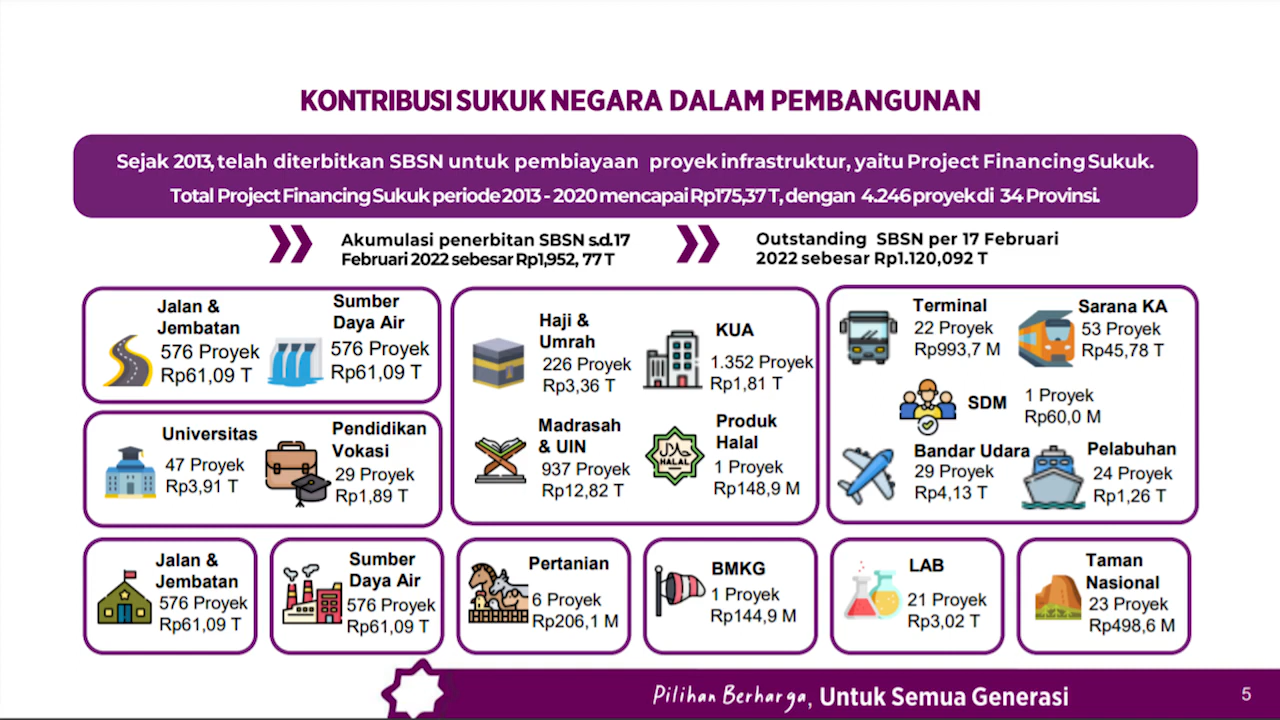 KONTRIBUSI SUKUK NEGARA DALAM PEMBANGUNAN
Sejak 2013, telah diterbitkan SBSN untuk pembiayaan proyek infrastruktur, yaitu Project Financing Sukuk.
Total Project Financing Sukuk periode 2013 - 2020 mencapai Rp175,37 T, dengan 4.246 proyek di 34 Provinsi.
Akumulasi penerbitan SBSN s.d. 17
Februari 2022 sebesar Rp1,952, 77 T
Outstanding SBSN per 17 Februari
2022 sebesar Rp1.120,092 T
Jalan &
Jembatan
576 Proyek
Rp61,09 T
Sumber
Daya Air
576 Proyek
Rp61,09 T
Universitas
47 Proyek
Rp3,91 T
Pendidikan
Vokasi
29 Proyek
Rp1,89 T
Haji &
Umrah
226 Proyek
Rp3,36 T
KUA
1.352 Proyek
Rp1,81 T
Madrasah
& UIN
937 Proyek
Rp12,82 T
حلال
HALAL
Produk
Halal
1 Proyek
Rp148,9 M
Terminal
22 Proyek
Rp993,7 M
Sarana KA
53 Proyek
Rp45,78 T
SDM
1 Proyek
Rp60,0 M
Bandar Udara
29 Proyek
Rp4,13 T
Pelabuhan
24 Proyek
Rp1,26 T
Jalan &
Jembatan
576 Proyek
Rp61,09 T
Sumber
Daya Air
576 Proyek
Rp61,09 T
Pertanian
6 Proyek
Rp206,1 M
BMKG
1 Proyek
Rp144,9 M
LAB
21 Proyek
Rp3,02 T
Taman
Nasional
23 Proyek
Rp498,6 M
Pilihan Berharga, Untuk Semua Generasi
5